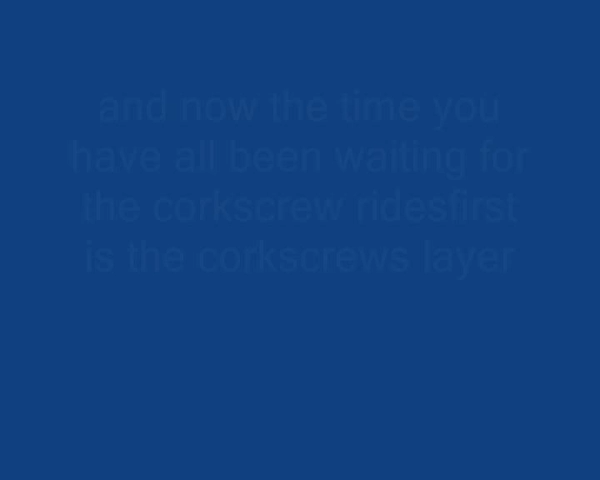 and now the time you
have all been waiting for
the corkscrew ridesfirst
is the corkscrews layer